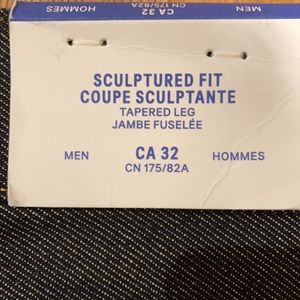 HOMMES CA 32 MEN
CN 175/82A
SCULPTURED FIT
COUPE SCULPTANTE
TAPERED LEG
JAMBE FUSELÉE
MEN CA 32 HOMMES
CN 175/82A